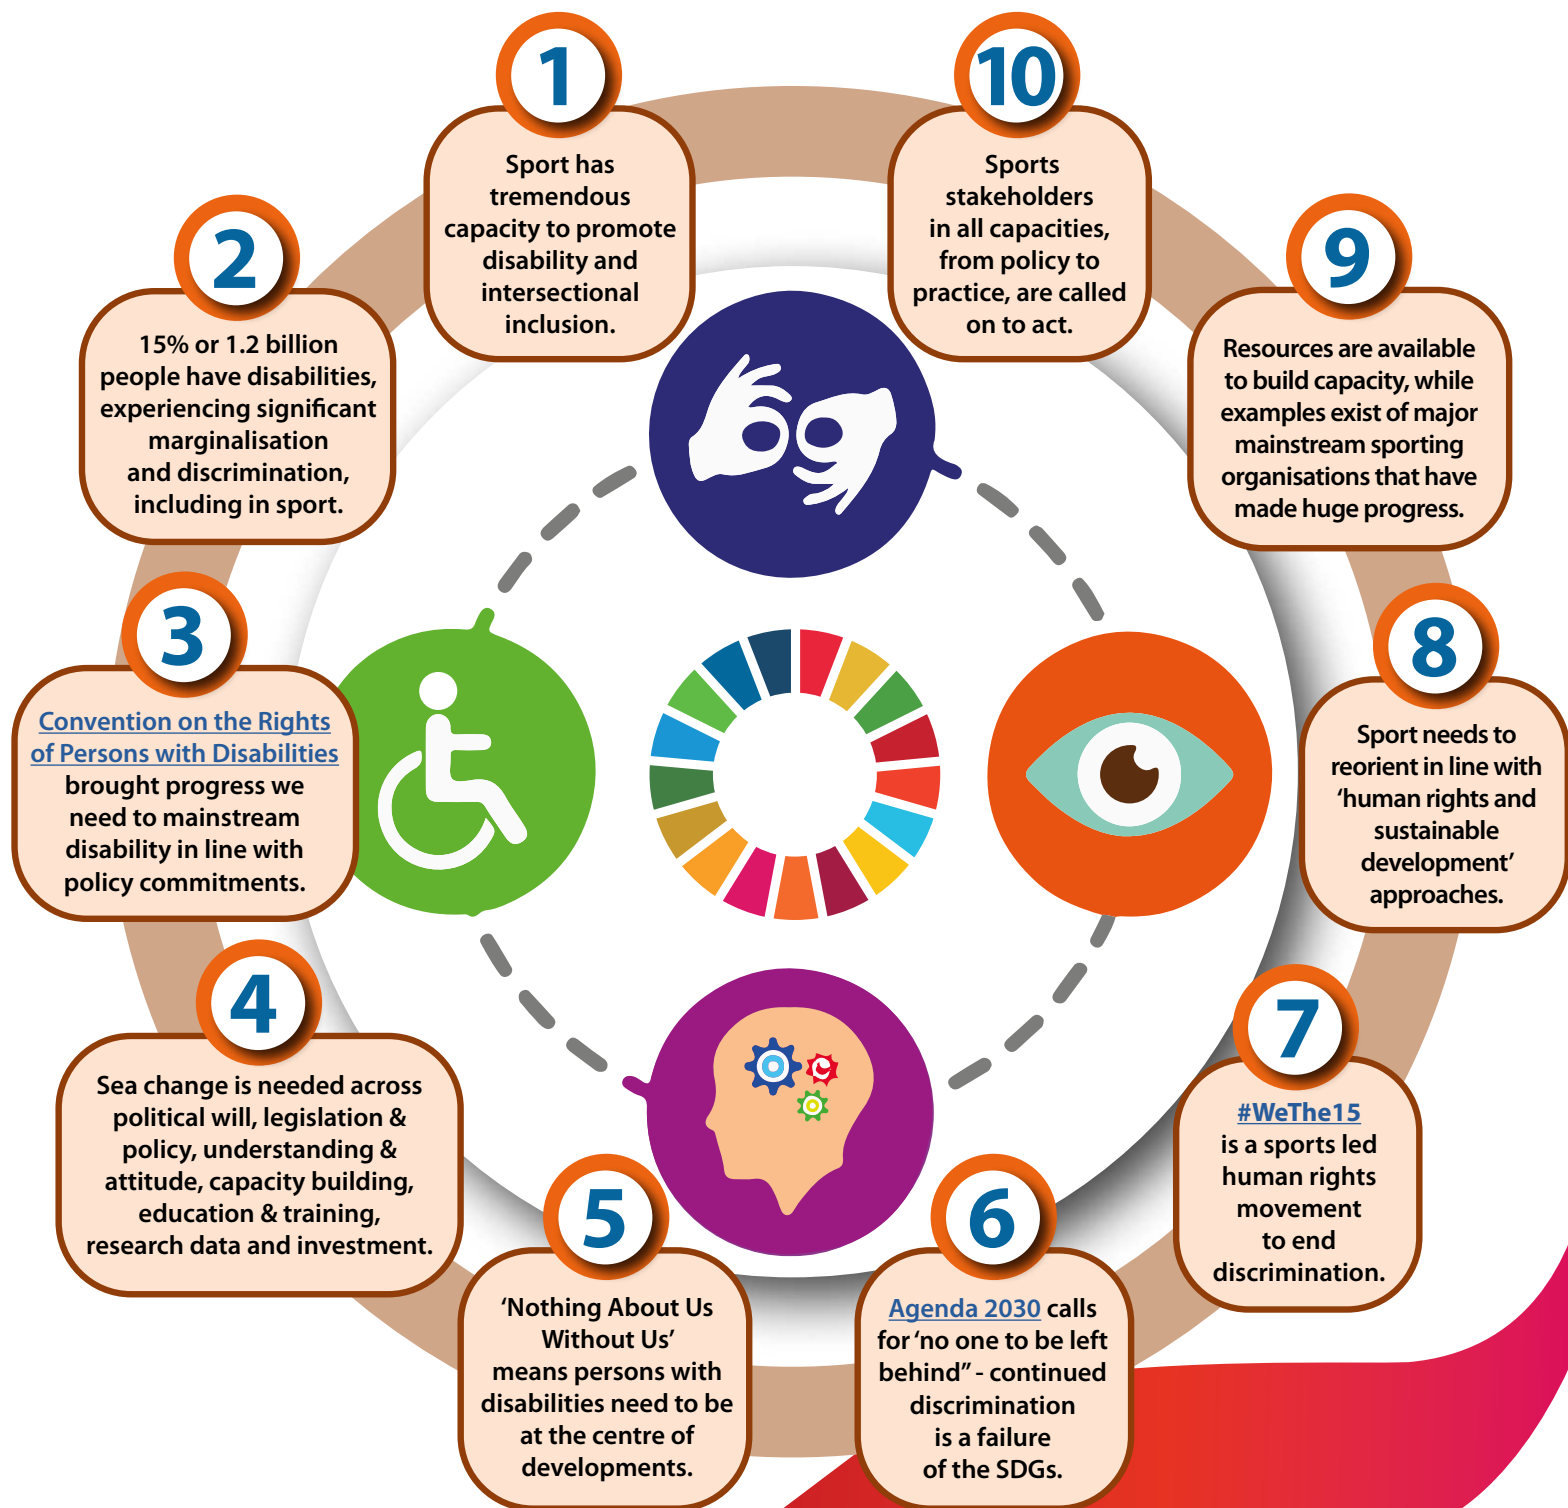 1
Sport has
tremendous
capacity to promote
disability and
intersectional
inclusion.
2
15% or 1.2 billion
people have disabilities,
experiencing significant
marginalisation
and discrimination,
including in sport.
3
Convention on the Rights
of Persons with Disabilities
brought progress we
need to mainstream
disability in line with
policy commitments.
4
Sea change is needed across
political will, legislation &
policy, understanding &
attitude, capacity building,
education & training,
research data and investment.
5
‘Nothing About Us
Without Us’
means persons with
disabilities need to be
at the centre of
developments.
6
Agenda 2030 calls
for ‘no one to be left
behind” - continued
discrimination
is a failure
of the SDGs.
7
#WeThe15
is a sports led
human rights
movement
to end
discrimination.
8
Sport needs to
reorient in line with
‘human rights and
sustainable
development’
approaches.
9
Resources are available
to build capacity, while
examples exist of major
mainstream sporting
organisations that have
made huge progress.
10
Sports
stakeholders
in all capacities,
from policy to
practice, are called
on to act.